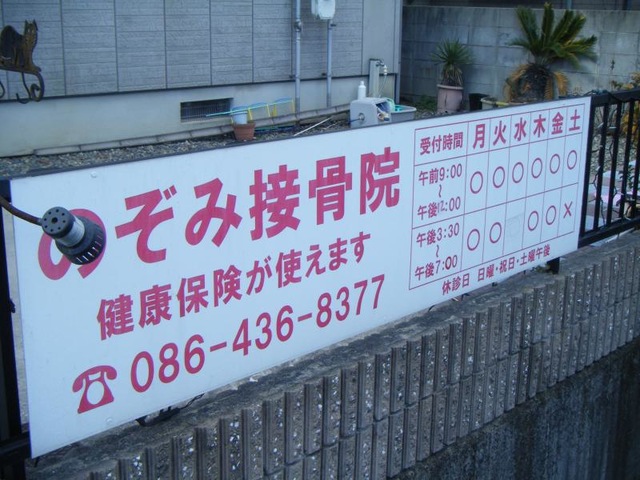 のぞみ接骨院
健康保険が使えます
☎086-436-8377
受付時間 月 火 水 木 金 土
午前9:00〜午後12:00 ○ ○ ○ ○ ○ ○
午後3:30〜午後7:00 ○ ○ ○ ○ ×
休診日 日曜・祝日・土曜午後